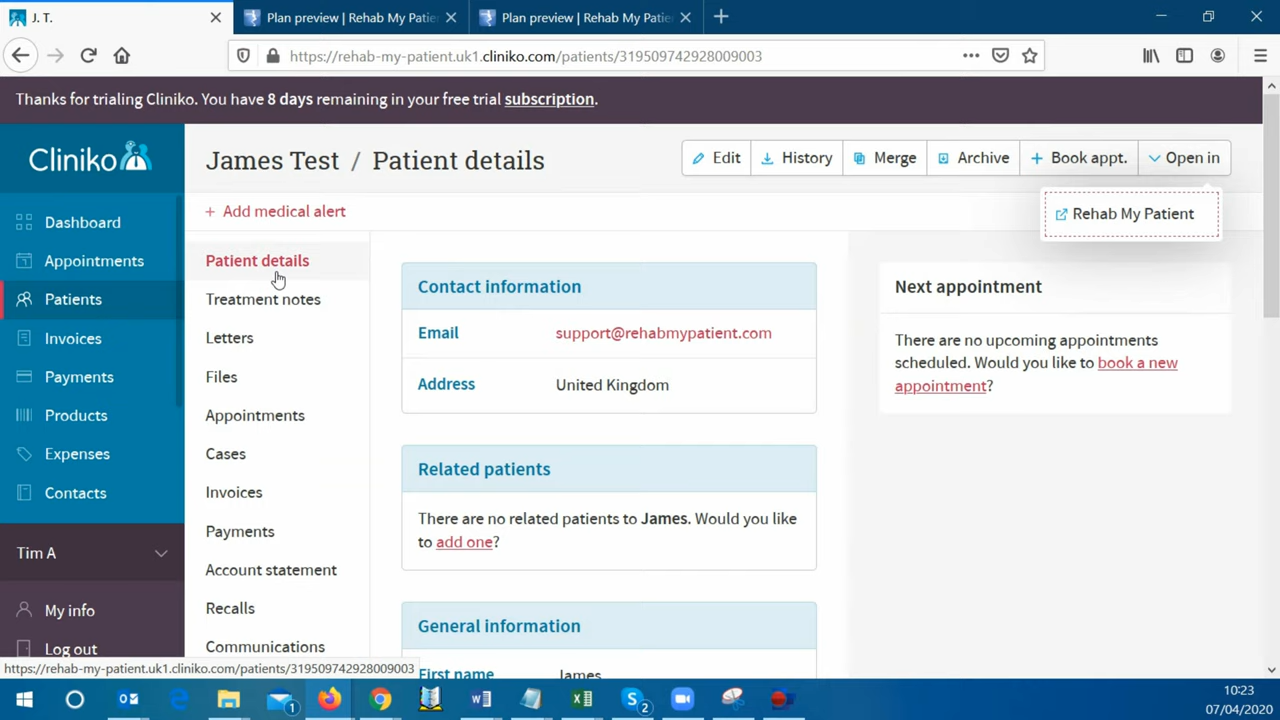 J. T.
Plan preview | Rehab My Patie
Plan preview | Rehab My Patie
https://rehab-my-patient.uk1.cliniko.com/patients/319509742928009003
Thanks for trialing Cliniko. You have 8 days remaining in your free trial subscription.
Cliniko
James Test / Patient details
Edit
History
Merge
Archive
+ Book appt.
Open in
Rehab My Patient
+ Add medical alert
Dashboard
Appointments
Patients
Invoices
Payments
Products
Expenses
Contacts
Tim A
My info
Log out
Patient details
Treatment notes
Letters
Files
Appointments
Cases
Invoices
Payments
Account statement
Recalls
Communications
Contact information
Email support@rehabmypatient.com
Address United Kingdom
Related patients
There are no related patients to James. Would you like
to add one?
General information
First name James
Next appointment
There are no upcoming appointments
scheduled. Would you like to book a new
appointment?
https://rehab-my-patient.uk1.cliniko.com/patients/319509742928009003
1
2
10:23
07/04/2020